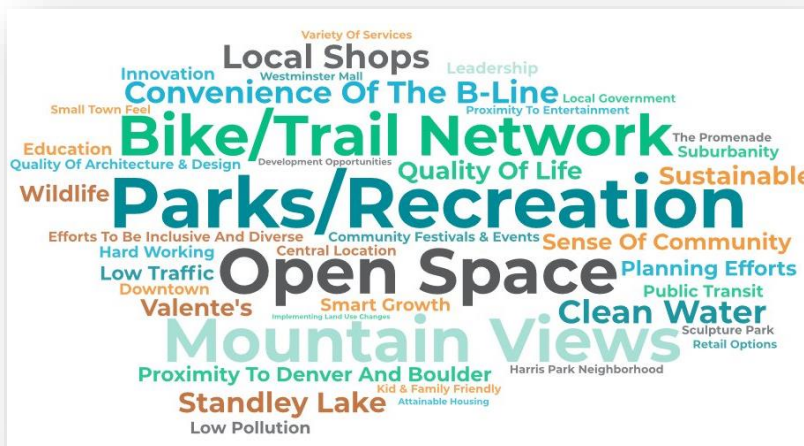 Variety Of Services
Local Shops
Leadership
Innovation
Westminster Mall
Convenience Of The B-Line
Local Government
Small Town Feel
Proximity To Entertainment
Bike/Trail Network
The Promenade
Education
Suburbanity
Quality Of Architecture & Design
Development Opportunities
Quality Of Life
Sustainable
Wildlife
Parks/Recreation
Efforts To Be Inclusive And Diverse
Community Festivals & Events
Sense Of Community
Hard Working
Central Location
Low Traffic
Open Space
Planning Efforts
Downtown
Public Transit
Valente's
Smart Growth
Clean Water
Implementing Land Use Changes
Sculpture Park
Mountain Views
Retail Options
Proximity To Denver And Boulder
Harris Park Neighborhood
Kid & Family Friendly
Standley Lake
Attainable Housing
Low Pollution